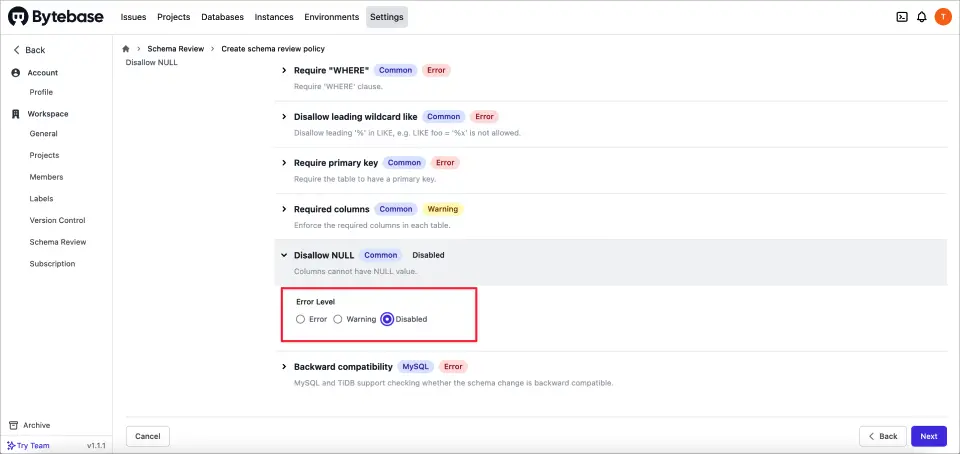 Bytebase Issues Projects Databases Instances Environments Settings T
Back
Account
Profile
Workspace
General
Projects
Members
Labels
Version Control
Schema Review
Subscription
Archive
Try Team v1.1.1
Schema Review Create schema review policy
Disallow NULL
Require "WHERE" Common Error
Require 'WHERE' clause.
Disallow leading wildcard like Common Error
Disallow leading '%' in LIKE, e.g. LIKE foo = '%x' is not allowed.
Require primary key Common Error
Require the table to have a primary key.
Required columns Common Warning
Enforce the required columns in each table.
Disallow NULL Common Disabled
Columns cannot have NULL value.
Error Level
Error Warning Disabled
Backward compatibility MySQL Error
MySQL and TiDB support checking whether the schema change is backward compatible.
Cancel Back Next